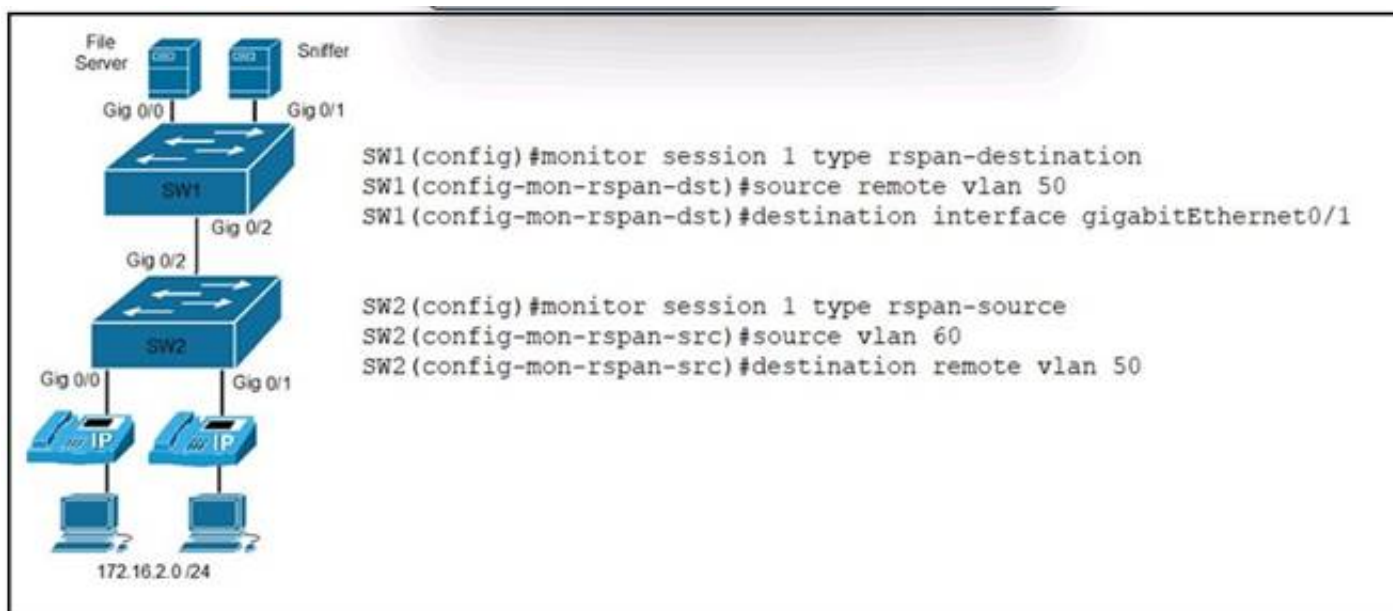 File
Server
Sniffer
Gig 0/0
Gig 0/1
SW1
Gig 0/2
Gig 0/2
SW2
Gig 0/0
Gig 0/1
IP
IP
172.16.2.0 /24
SW1(config)#monitor session 1 type rspan-destination
SW1(config-mon-rspan-dst)#source remote vlan 50
SW1(config-mon-rspan-dst)#destination interface gigabitEthernet0/1
SW2(config)#monitor session 1 type rspan-source
SW2(config-mon-rspan-src)#source vlan 60
SW2(config-mon-rspan-src)#destination remote vlan 50